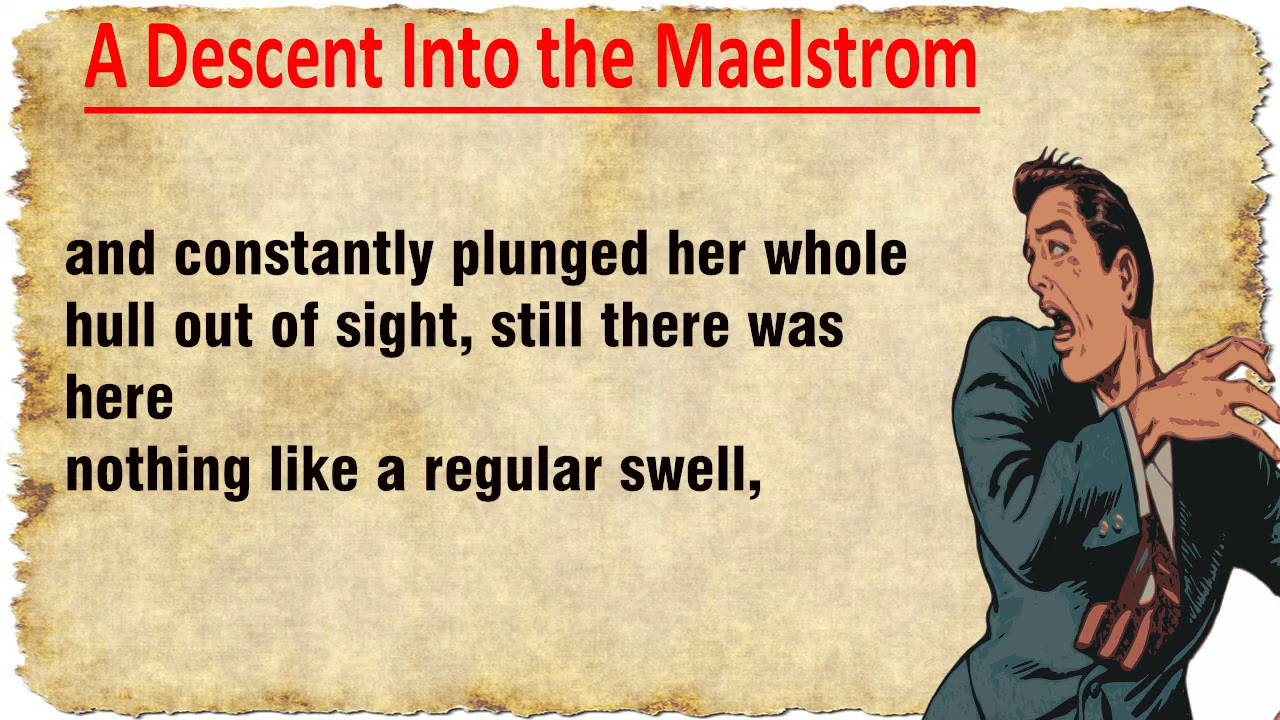 A Descent Into the Maelstrom
and constantly plunged her whole
hull out of sight, still there was
here
nothing like a regular swell,